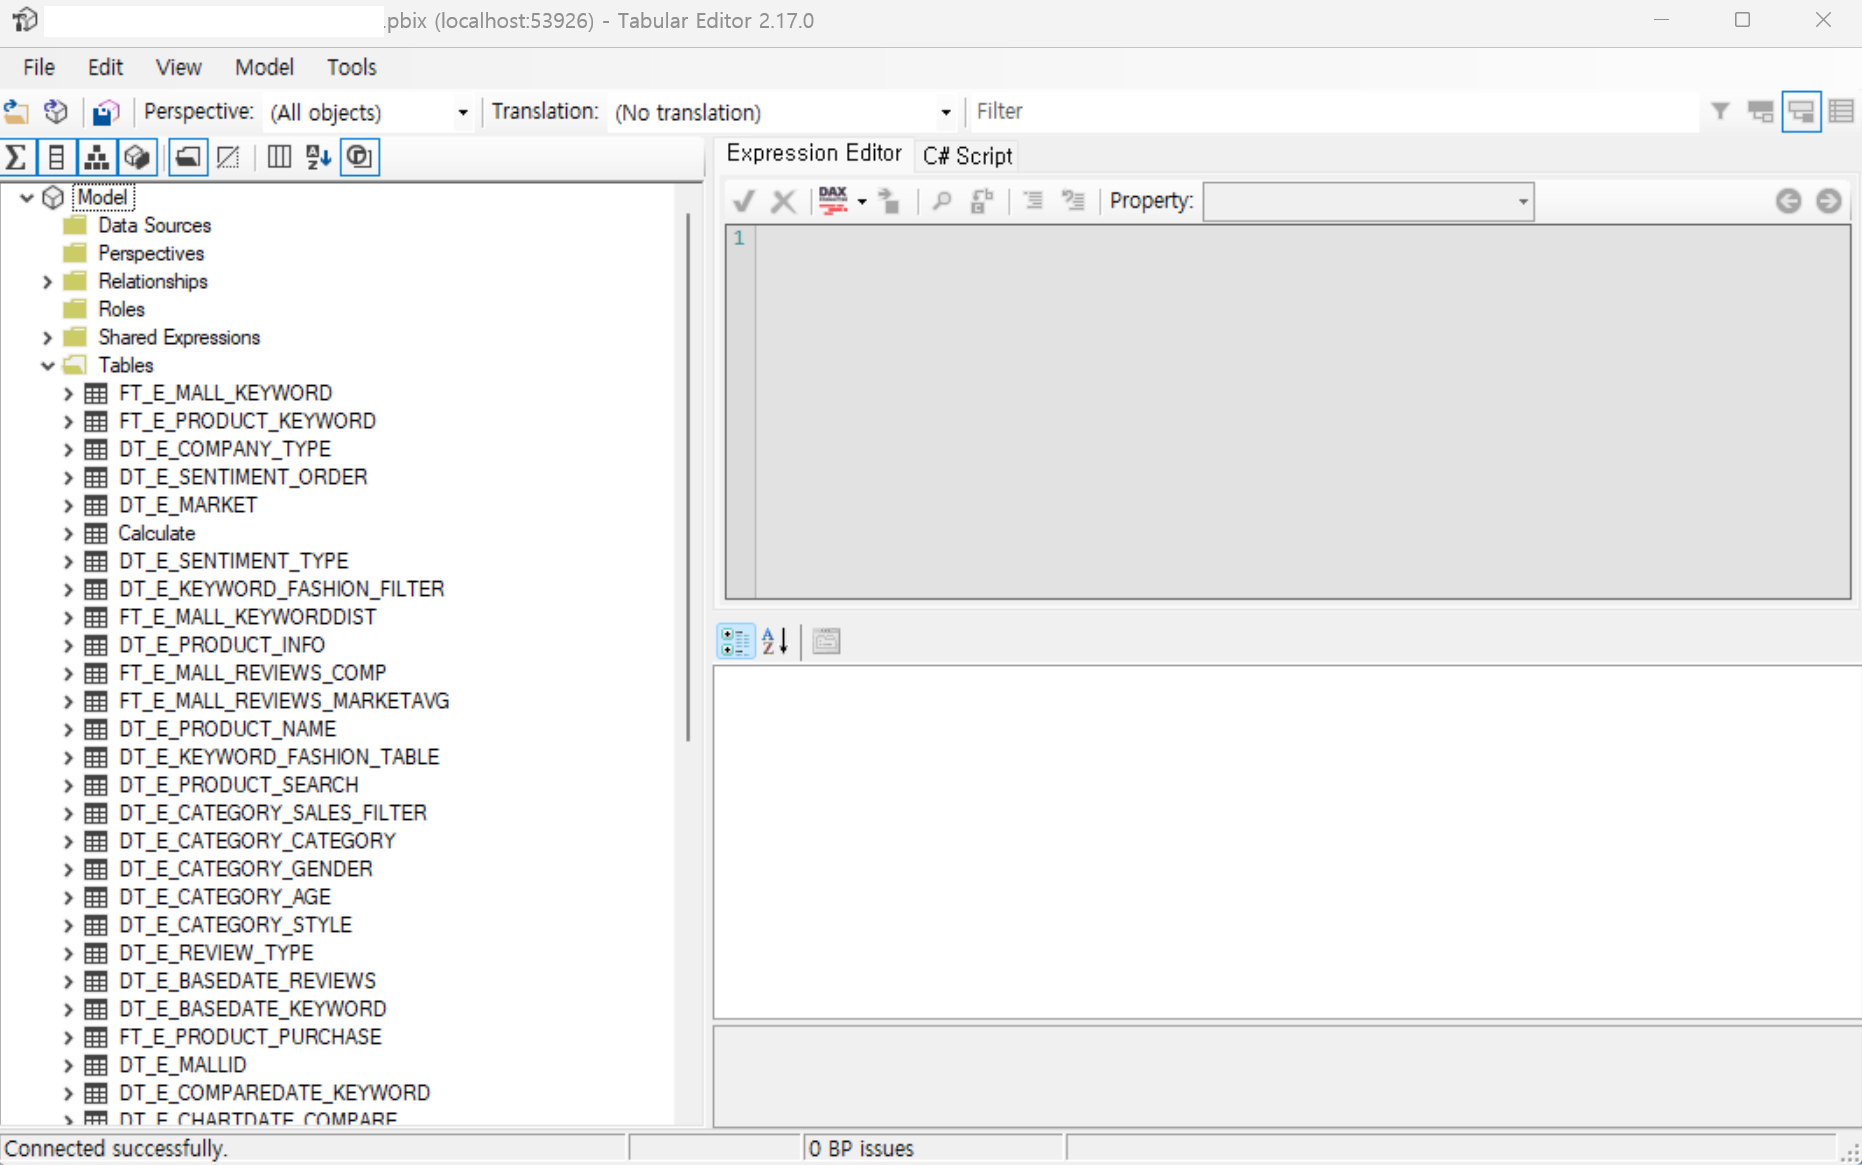 .pbix (localhost:53926) - Tabular Editor 2.17.0
File Edit View Model Tools
Perspective: (All objects) Translation: (No translation) Filter
Expression Editor C# Script
DAX Property:
1
Model
Data Sources
Perspectives
Relationships
Roles
Shared Expressions
Tables
FT_E_MALL_KEYWORD
FT_E_PRODUCT_KEYWORD
DT_E_COMPANY_TYPE
DT_E_SENTIMENT_ORDER
DT_E_MARKET
Calculate
DT_E_SENTIMENT_TYPE
DT_E_KEYWORD_FASHION_FILTER
FT_E_MALL_KEYWORDDIST
DT_E_PRODUCT_INFO
FT_E_MALL_REVIEWS_COMP
FT_E_MALL_REVIEWS_MARKETAVG
DT_E_PRODUCT_NAME
DT_E_KEYWORD_FASHION_TABLE
DT_E_PRODUCT_SEARCH
DT_E_CATEGORY_SALES_FILTER
DT_E_CATEGORY_CATEGORY
DT_E_CATEGORY_GENDER
DT_E_CATEGORY_AGE
DT_E_CATEGORY_STYLE
DT_E_REVIEW_TYPE
DT_E_BASEDATE_REVIEWS
DT_E_BASEDATE_KEYWORD
FT_E_PRODUCT_PURCHASE
DT_E_MALLID
DT_E_COMPAREDATE_KEYWORD
DT_E_CHARTDATE_COMPARE
Connected successfully. 0 BP issues